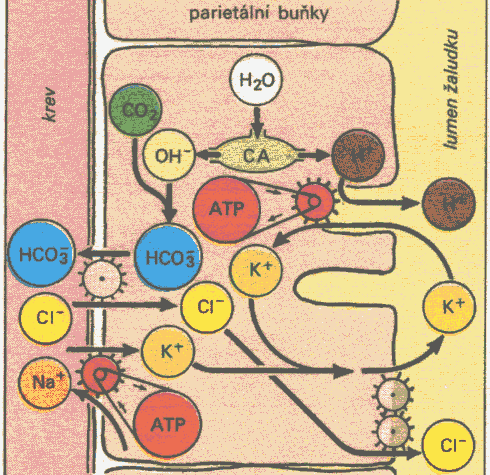 parietální buňky
krev
lumen žaludku
H₂O
CO₂
OH⁻
CA
H⁺
ATP
H⁺
HCO₃⁻
HCO₃⁻
K⁺
Cl⁻
Cl⁻
K⁺
K⁺
Na⁺
ATP
Cl⁻